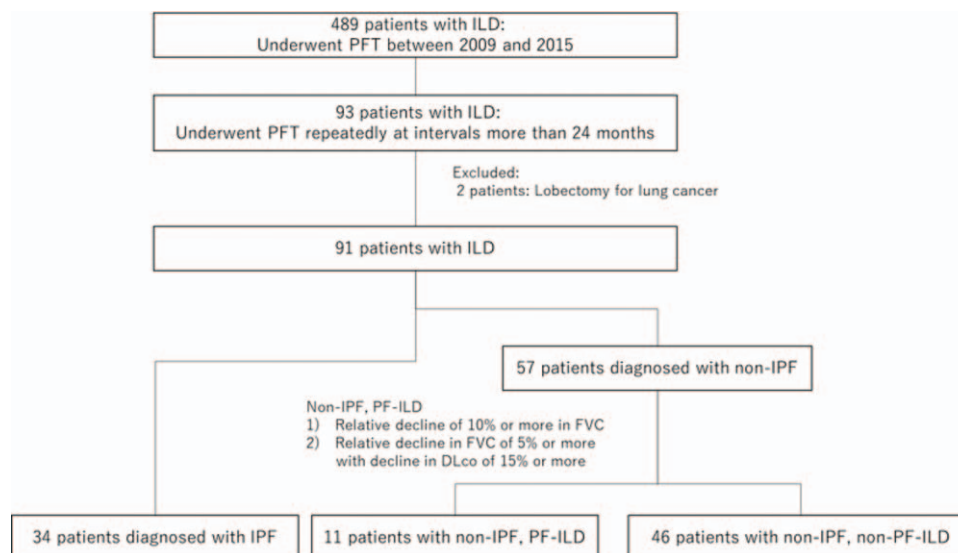 489 patients with ILD:
Underwent PFT between 2009 and 2015
93 patients with ILD:
Underwent PFT repeatedly at intervals more than 24 months
Excluded:
2 patients: Lobectomy for lung cancer
91 patients with ILD
57 patients diagnosed with non-IPF
Non-IPF, PF-ILD
1) Relative decline of 10% or more in FVC
2) Relative decline in FVC of 5% or more
with decline in DLco of 15% or more
34 patients diagnosed with IPF
11 patients with non-IPF, PF-ILD
46 patients with non-IPF, non-PF-ILD